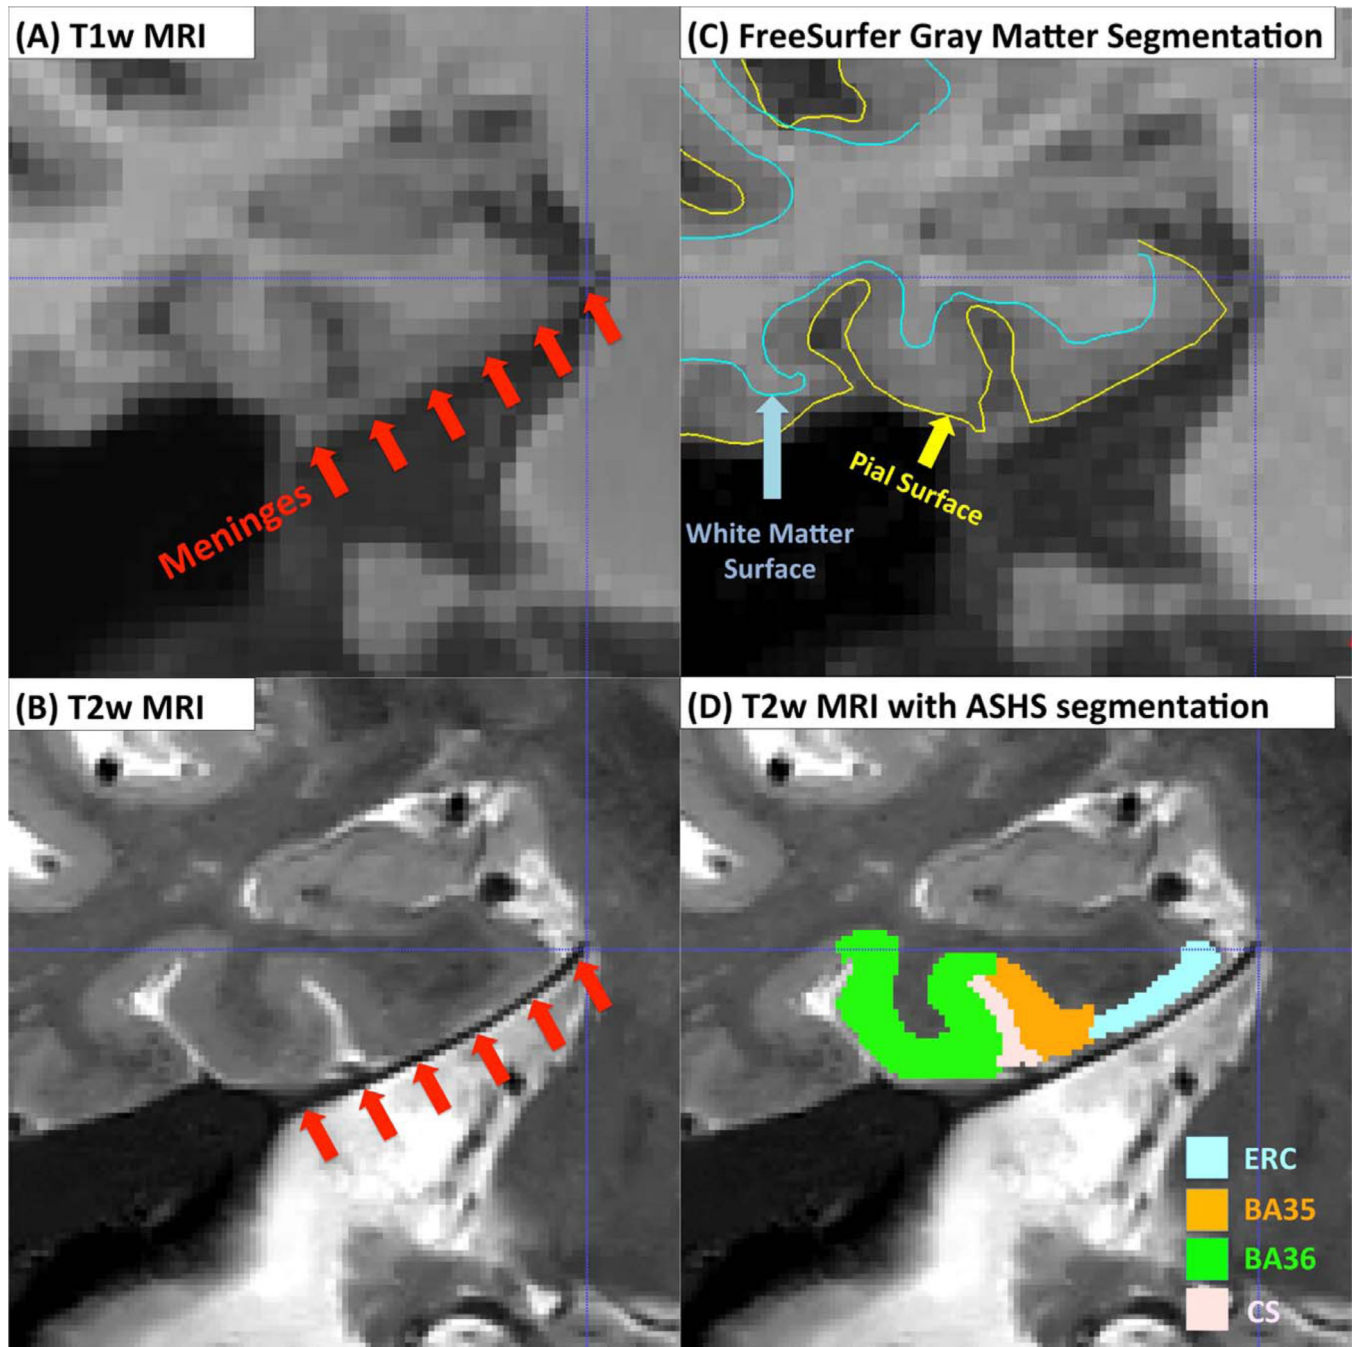 (A) T1w MRI
(C) FreeSurfer Gray Matter Segmentation
Meninges
Pial Surface
White Matter
Surface
(B) T2w MRI
(D) T2w MRI with ASHS segmentation
ERC
BA35
BA36
CS